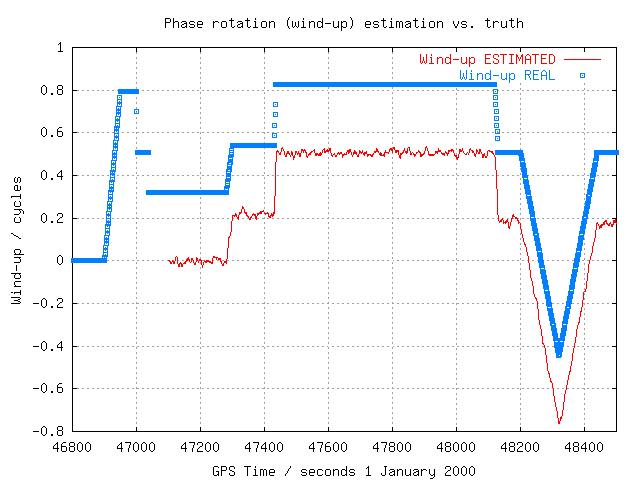 Phase rotation (wind-up) estimation vs. truth
Wind-up ESTIMATED
Wind-up REAL
1
0.8
0.6
0.4
0.2
0
-0.2
-0.4
-0.6
-0.8
Wind-up / cycles
46800 47000 47200 47400 47600 47800 48000 48200 48400
GPS Time / seconds 1 January 2000